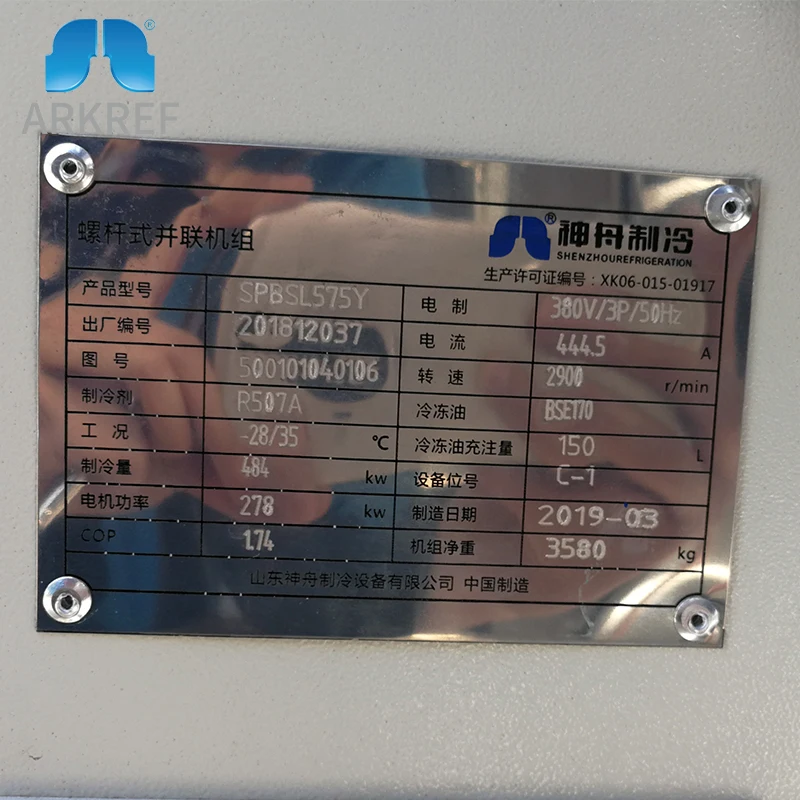 ®
ARKREF
螺杆式并联机组
®
神舟制冷
SHENZHOUREFRIGERATION
生产许可证编号：XK06-015-01917
产品型号 SPBSL575Y 电制 380V/3P/50Hz
出厂编号 201812037 电流 444.5 A
图号 500101040106 转速 2900 r/min
制冷剂 R507A 冷冻油 BSE170
工况 -28/35 ℃ 冷冻油充注量 150 L
制冷量 484 kw 设备位号 C-1
电机功率 278 kw 制造日期 2019-03
COP 1.74 机组净重 3580 kg
山东神舟制冷设备有限公司 中国制造